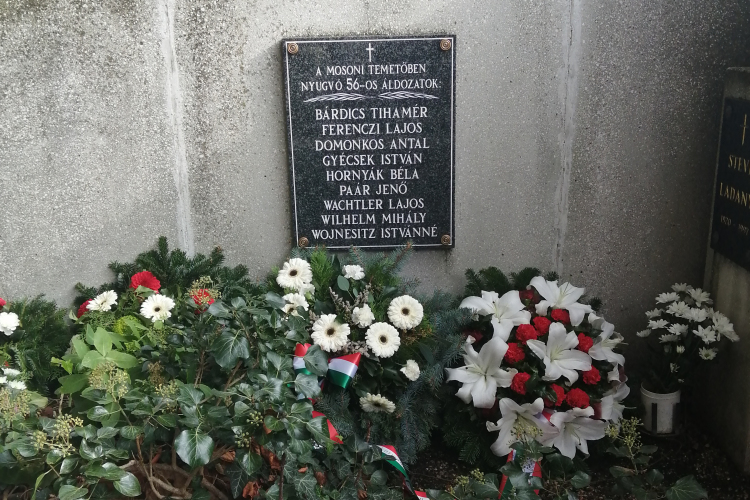 A MOSONI TEMETŐBEN
NYUGVÓ 56-OS ÁLDOZATOK:
BÁRDICS TIHAMÉR
FERENCZI LAJOS
DOMONKOS ANTAL
GYÉCSEK ISTVÁN
HORNYÁK BÉLA
PAÁR JENŐ
WACHTLER LAJOS
WILHELM MIHÁLY
WOJNESITZ ISTVÁNNÉ